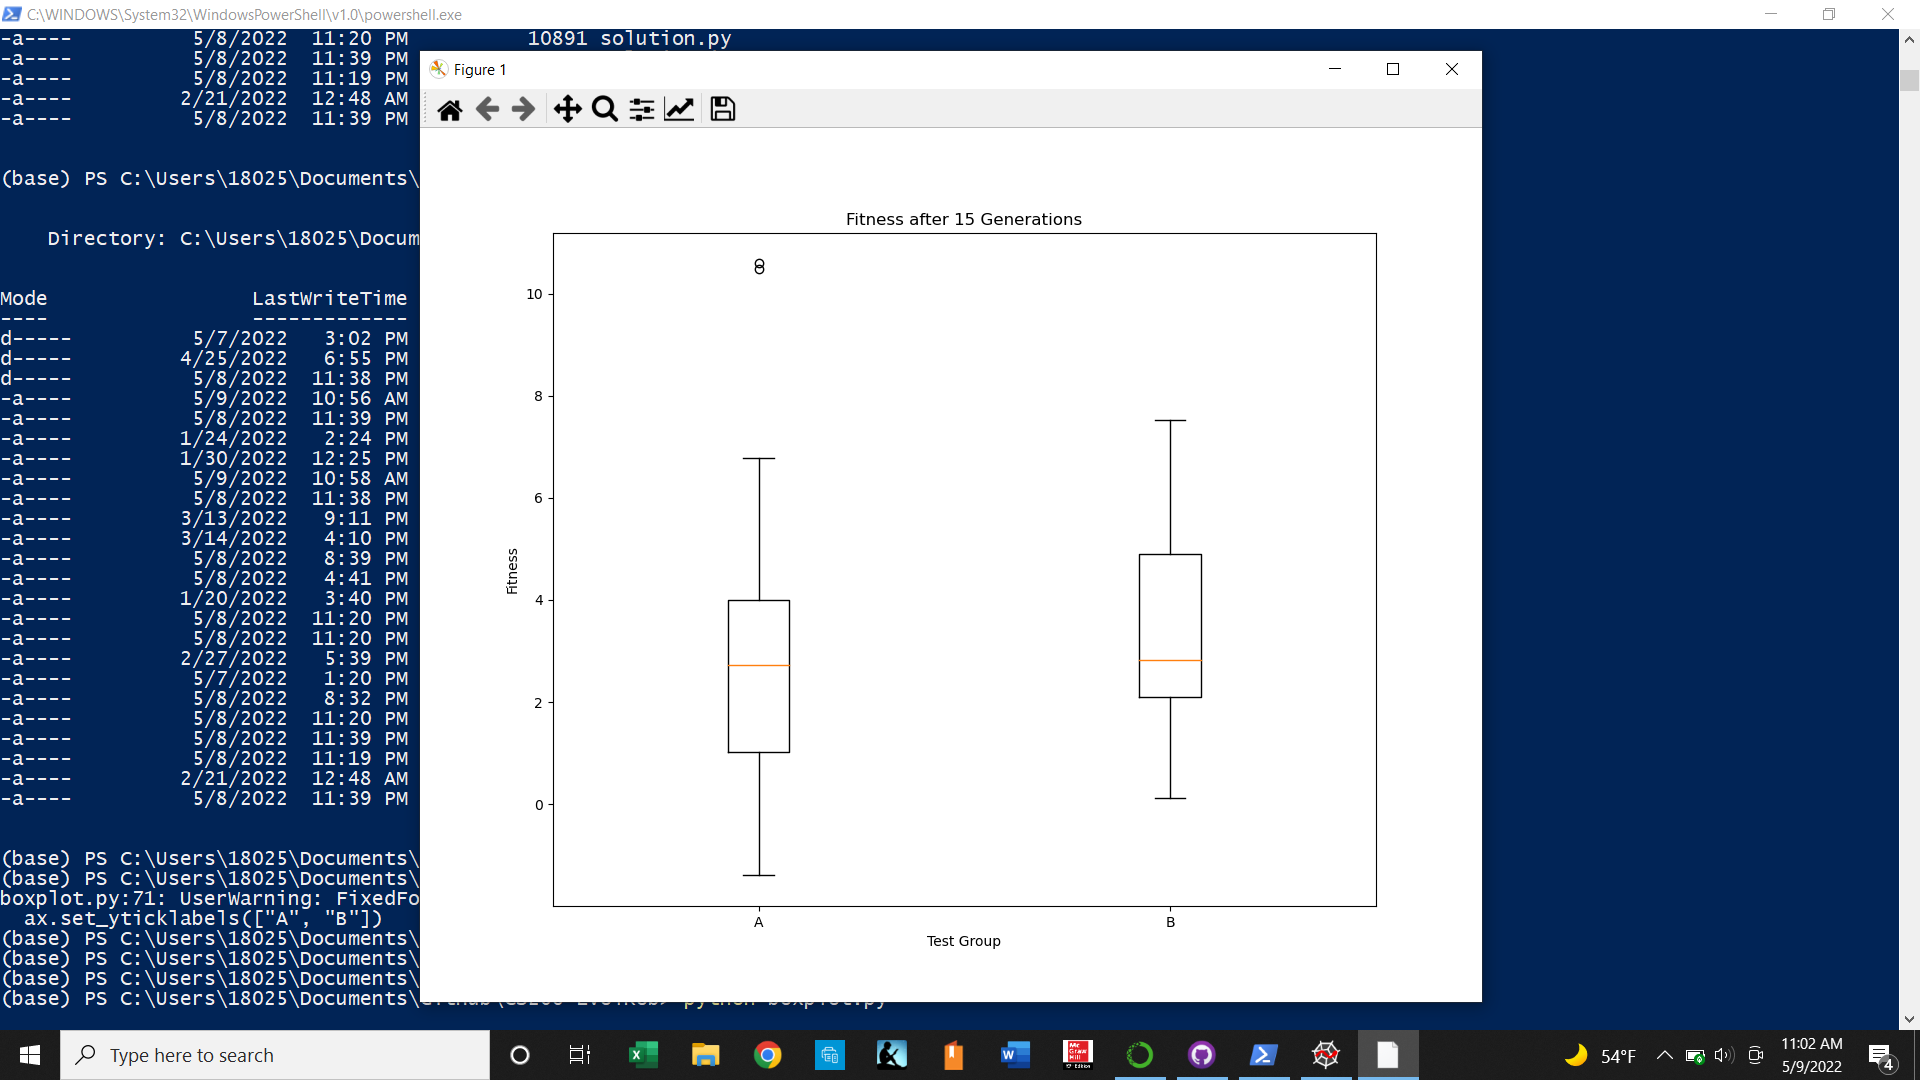 C:\WINDOWS\System32\WindowsPowerShell\v1.0\powershell.exe
-a---- 5/8/2022 11:20 PM 10891 solution.py
-a---- 5/8/2022 11:39 PM
-a---- 5/8/2022 11:19 PM
-a---- 2/21/2022 12:48 AM
-a---- 5/8/2022 11:39 PM
(base) PS C:\Users\18025\Documents\
Directory: C:\Users\18025\Docum
Mode LastWriteTime
---- -------------
d----- 5/7/2022 3:02 PM
d----- 4/25/2022 6:55 PM
d----- 5/8/2022 11:38 PM
-a---- 5/9/2022 10:56 AM
-a---- 5/8/2022 11:39 PM
-a---- 1/24/2022 2:24 PM
-a---- 1/30/2022 12:25 PM
-a---- 5/9/2022 10:58 AM
-a---- 5/8/2022 11:38 PM
-a---- 3/13/2022 9:11 PM
-a---- 3/14/2022 4:10 PM
-a---- 5/8/2022 8:39 PM
-a---- 5/8/2022 4:41 PM
-a---- 1/20/2022 3:40 PM
-a---- 5/8/2022 11:20 PM
-a---- 5/8/2022 11:20 PM
-a---- 2/27/2022 5:39 PM
-a---- 5/7/2022 1:20 PM
-a---- 5/8/2022 8:32 PM
-a---- 5/8/2022 11:20 PM
-a---- 5/8/2022 11:39 PM
-a---- 5/8/2022 11:19 PM
-a---- 2/21/2022 12:48 AM
-a---- 5/8/2022 11:39 PM
(base) PS C:\Users\18025\Documents\
(base) PS C:\Users\18025\Documents\
boxplot.py:71: UserWarning: FixedFo
ax.set_yticklabels(["A", "B"])
(base) PS C:\Users\18025\Documents\
(base) PS C:\Users\18025\Documents\
(base) PS C:\Users\18025\Documents\
(base) PS C:\Users\18025\Documents\ python boxplot.py
Figure 1
Fitness after 15 Generations
10
8
6
4
2
0
Fitness
A B
Test Group
Type here to search
Mc
Graw
Hill
54°F
11:02 AM
5/9/2022
4